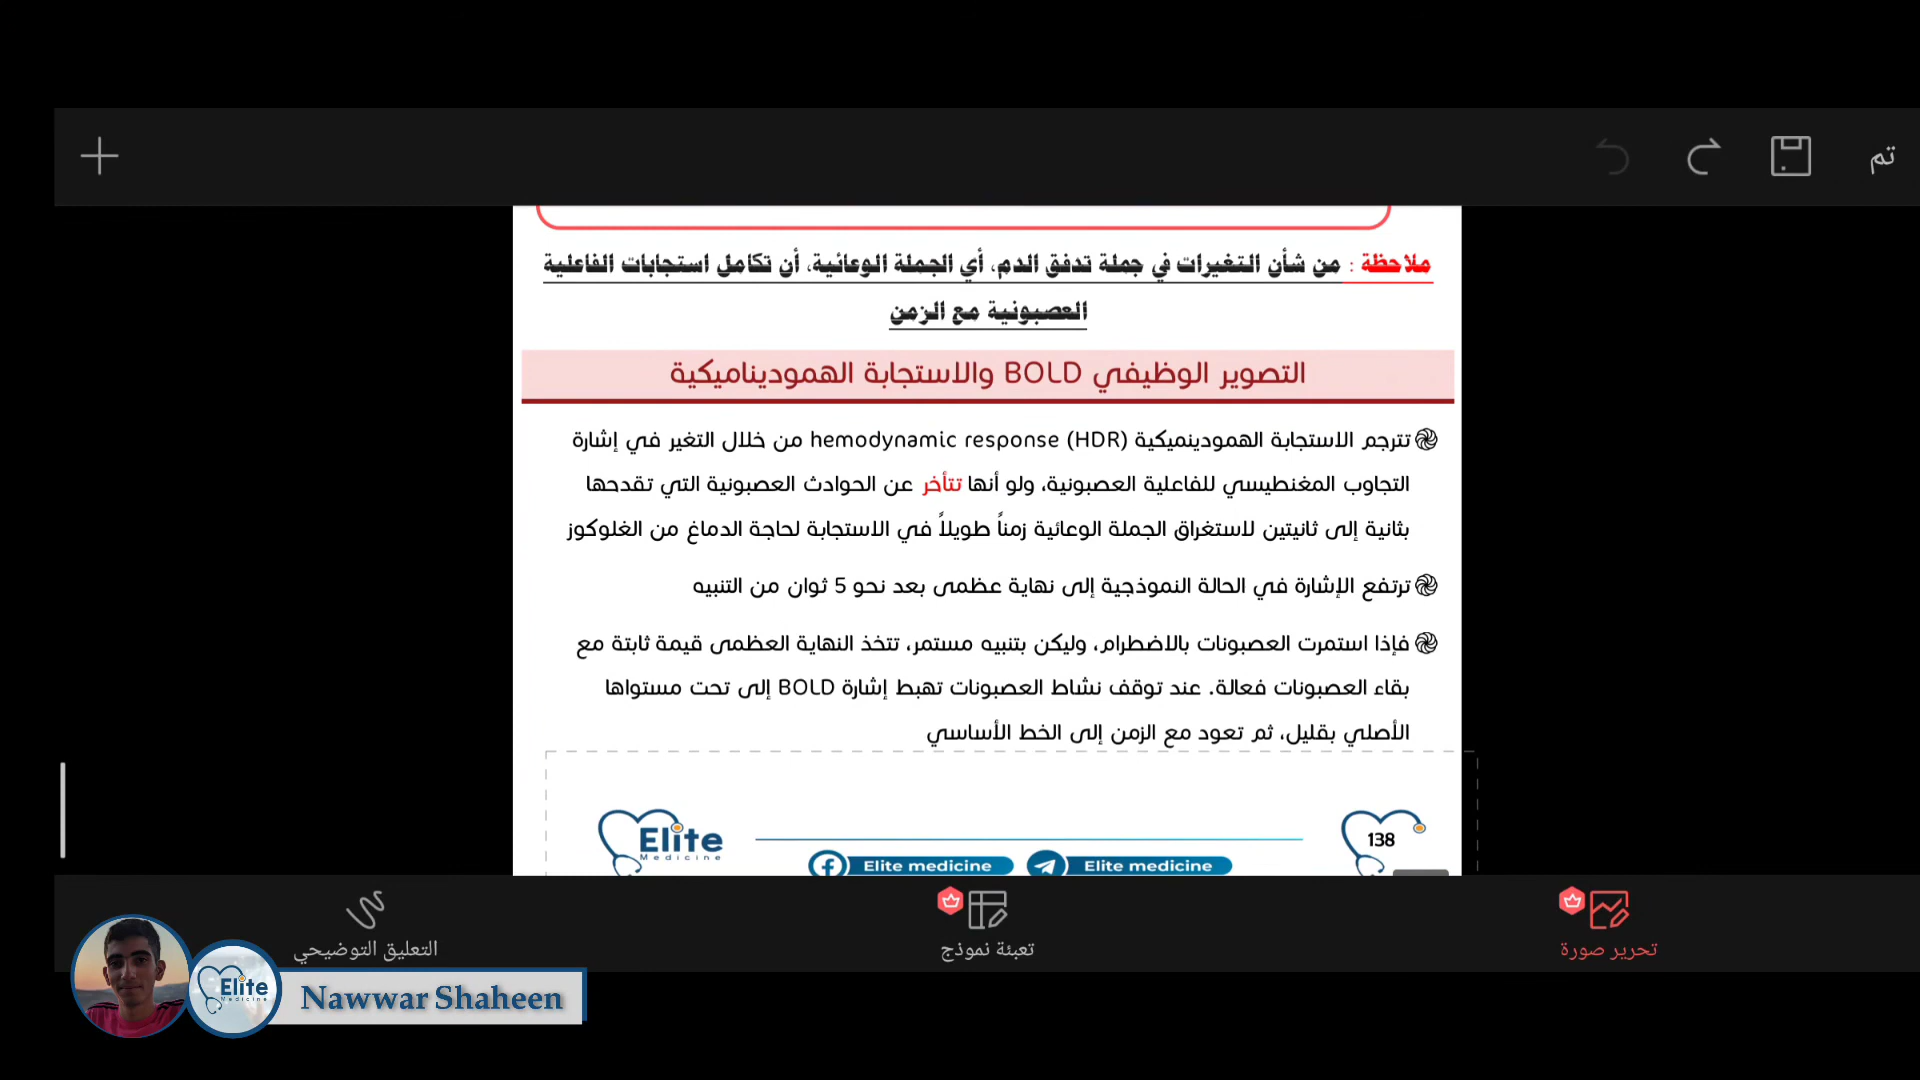 تم
ملاحظة : من شأن التغيرات في جملة تدفق الدم، أي الجملة الوعائية، أن تكامل استجابات الفاعلية
العصبونية مع الزمن
التصوير الوظيفي BOLD والاستجابة الهموديناميكية
تترجم الاستجابة الهمودينميكية hemodynamic response (HDR) من خلال التغير في إشارة
التجاوب المغنطيسي للفاعلية العصبونية، ولو أنها تتأخر عن الحوادث العصبونية التي تقدحها
بثانية إلى ثانيتين لاستغراق الجملة الوعائية زمناً طويلاً في الاستجابة لحاجة الدماغ من الغلوكوز
ترتفع الإشارة في الحالة النموذجية إلى نهاية عظمى بعد نحو 5 ثوان من التنبيه
فإذا استمرت العصبونات بالاضطرام، وليكن بتنبيه مستمر، تتخذ النهاية العظمى قيمة ثابتة مع
بقاء العصبونات فعالة. عند توقف نشاط العصبونات تهبط إشارة BOLD إلى تحت مستواها
الأصلي بقليل، ثم تعود مع الزمن إلى الخط الأساسي
138
Elite
Medicine
Elite medicine
Elite medicine
تحرير صورة
تعبئة نموذج
التعليق التوضيحي
Elite
Medicine
Nawwar Shaheen